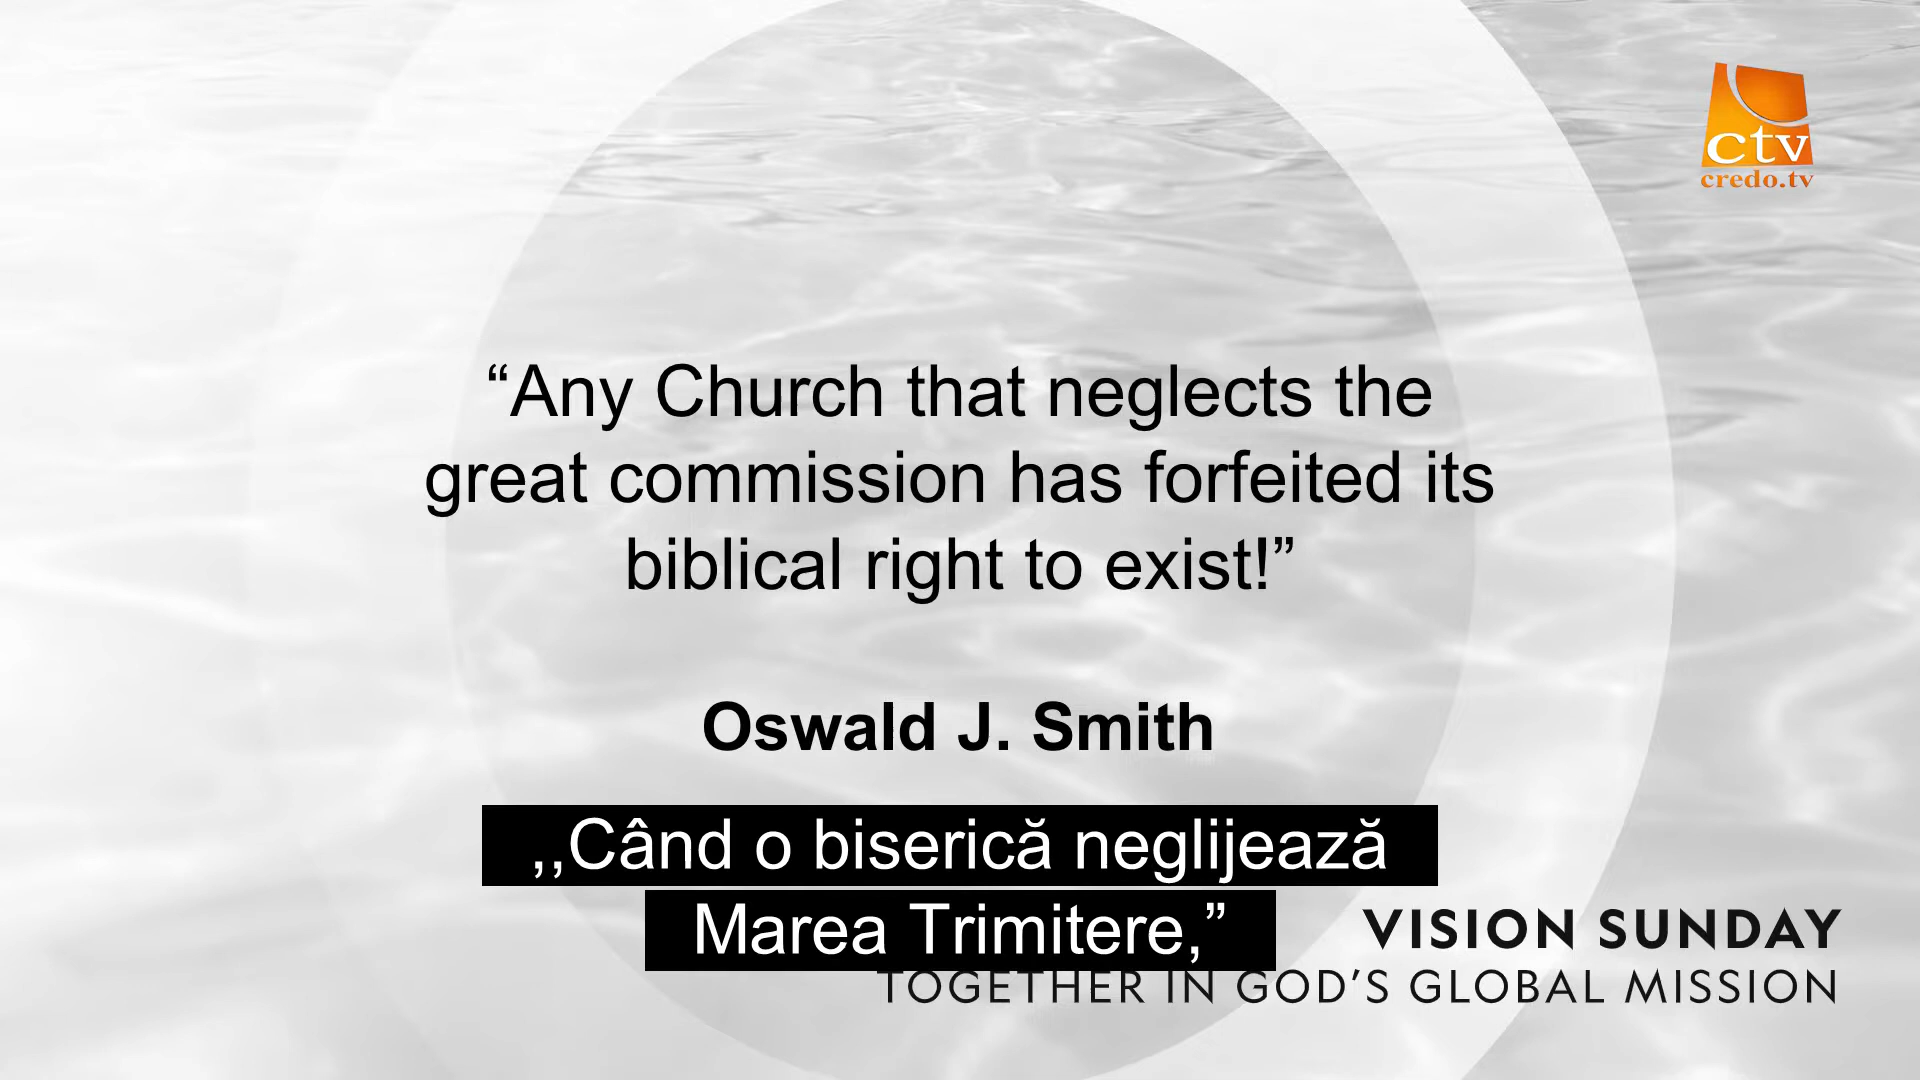 ctv
credo.tv
“Any Church that neglects the
great commission has forfeited its
biblical right to exist!”
Oswald J. Smith
,,Când o biserică neglijează
Marea Trimitere,”
VISION SUNDAY
TOGETHER IN GOD’S GLOBAL MISSION